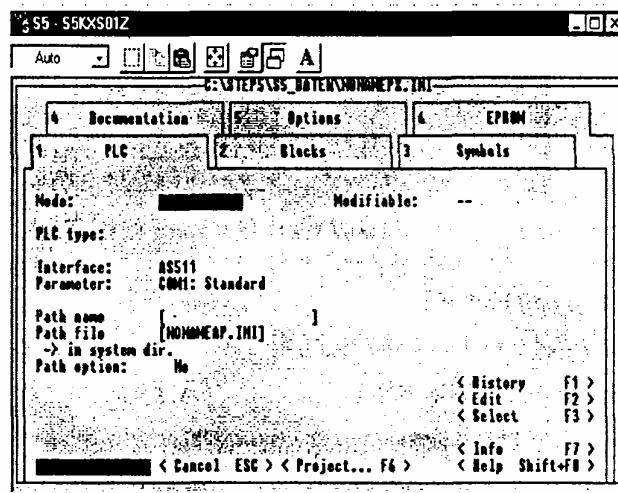 S5 - S5KXS01Z
Auto
A
C:\STEP5\S5_DATEN\NONAMEPX.INI
4 Documentation 5 Options 6 EPROM
1 PLC 2 Blocks 3 Symbols
Mode: Modifiable: --
PLC type:
Interface: AS511
Parameter: COM1: Standard
Path name [ ]
Path file [NONAMEAP.INI]
-> in system dir.
Path option: No
< History F1 >
< Edit F2 >
< Select F3 >
< Info F7 >
< Cancel ESC > < Project... F6 > < Help Shift+F8 >